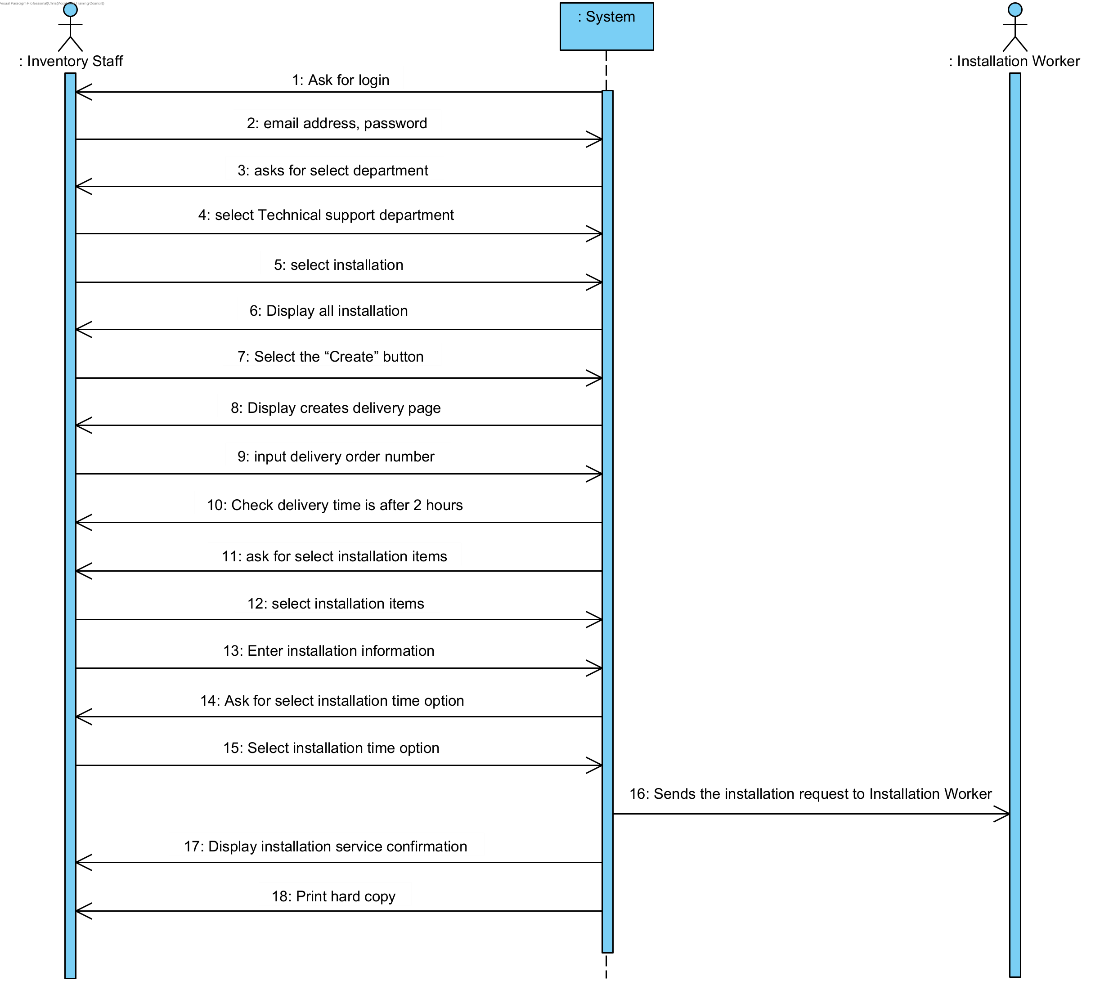 : System
: Inventory Staff
: Installation Worker
1: Ask for login
2: email address, password
3: asks for select department
4: select Technical support department
5: select installation
6: Display all installation
7: Select the “Create” button
8: Display creates delivery page
9: input delivery order number
10: Check delivery time is after 2 hours
11: ask for select installation items
12: select installation items
13: Enter installation information
14: Ask for select installation time option
15: Select installation time option
16: Sends the installation request to Installation Worker
17: Display installation service confirmation
18: Print hard copy